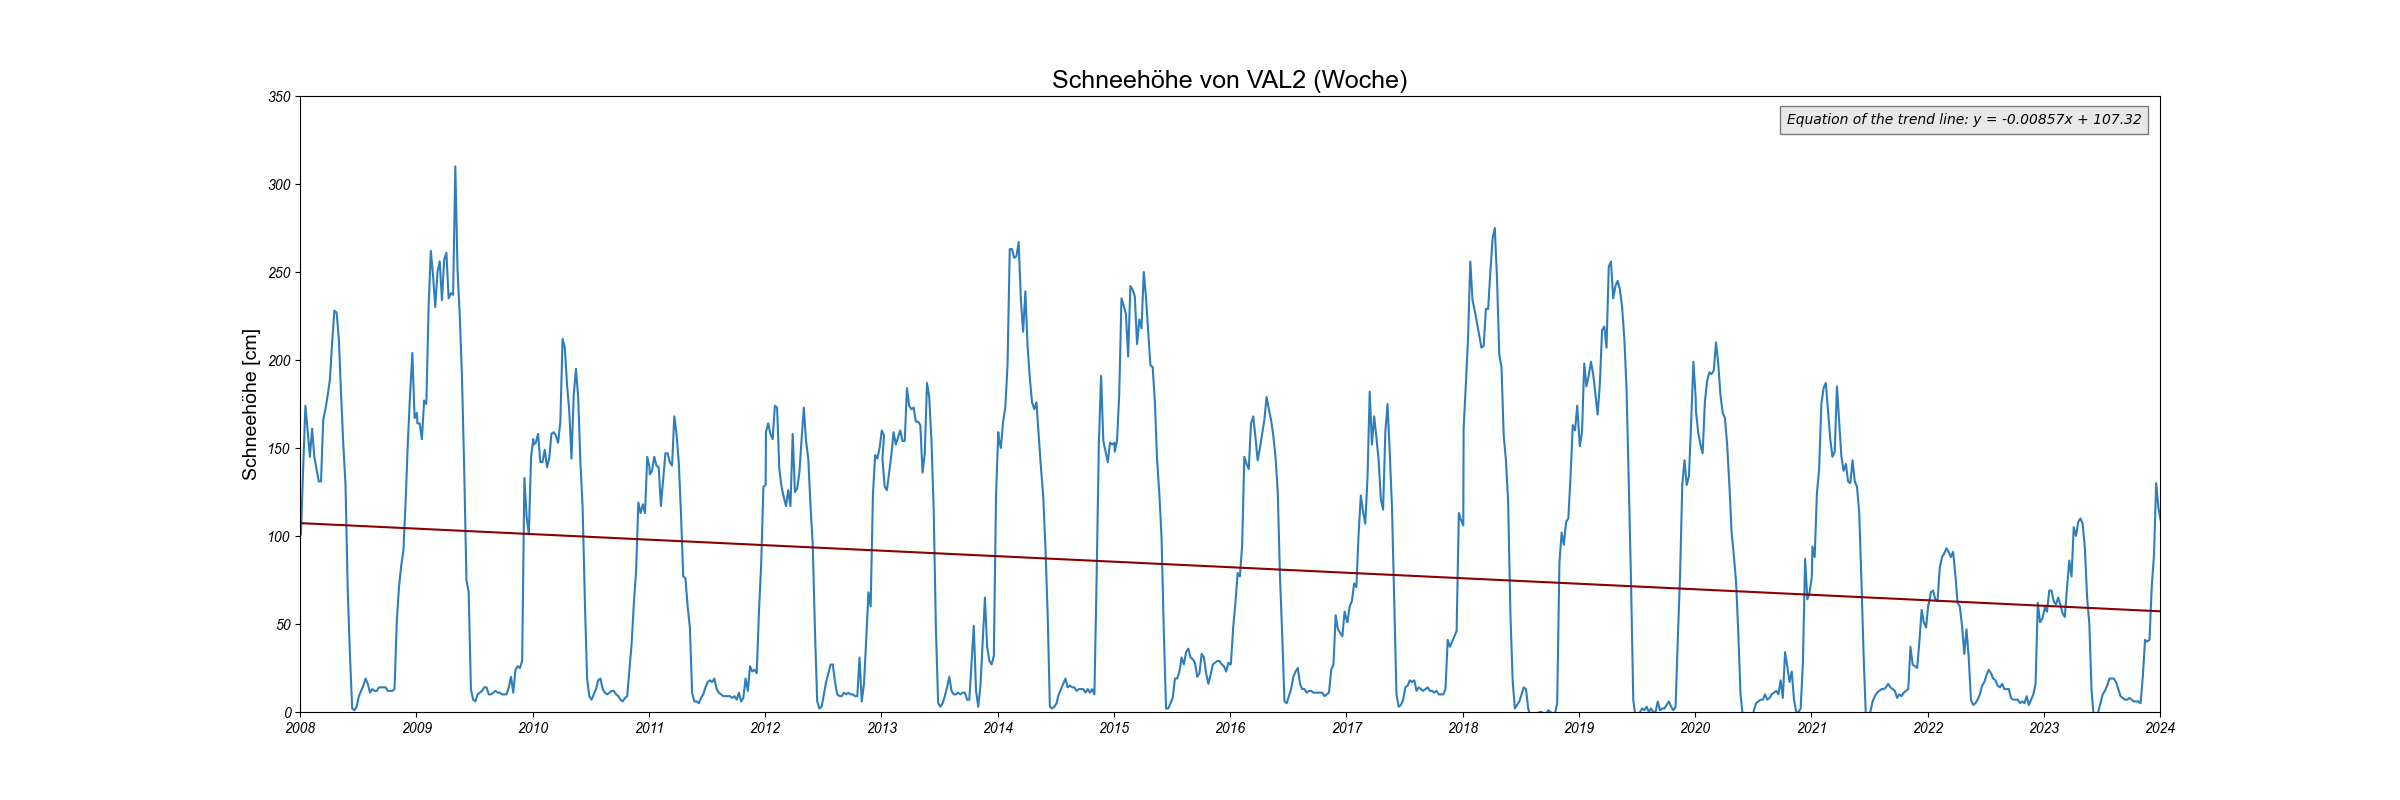 Schneehöhe von VAL2 (Woche)
Equation of the trend line: y = -0.00857x + 107.32
Schneehöhe [cm]
350
300
250
200
150
100
50
0
2008 2009 2010 2011 2012 2013 2014 2015 2016 2017 2018 2019 2020 2021 2022 2023 2024